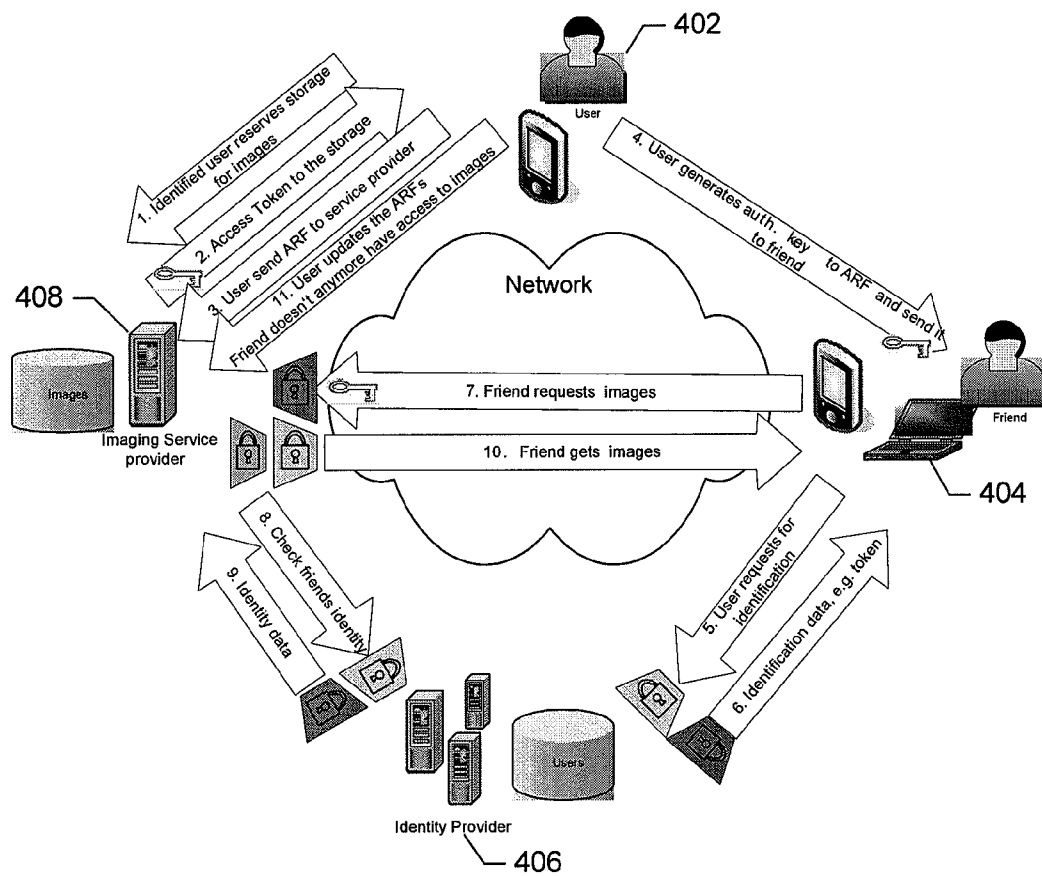 402
User
1. Identified user reserves storage
for images
2. Access Token to the storage
3. User send ARF to service provider
11. User updates the ARFs
Friend doesn't anymore have access to images
4. User generates auth. key to ARF and send it
to friend
Network
408
Images
Imaging Service
provider
7. Friend requests images
10. Friend gets images
Friend
404
8. Check friends identity
9. Identity data
5. User requests for
identification
6. Identification data, e.g. token
Users
Identity Provider
406